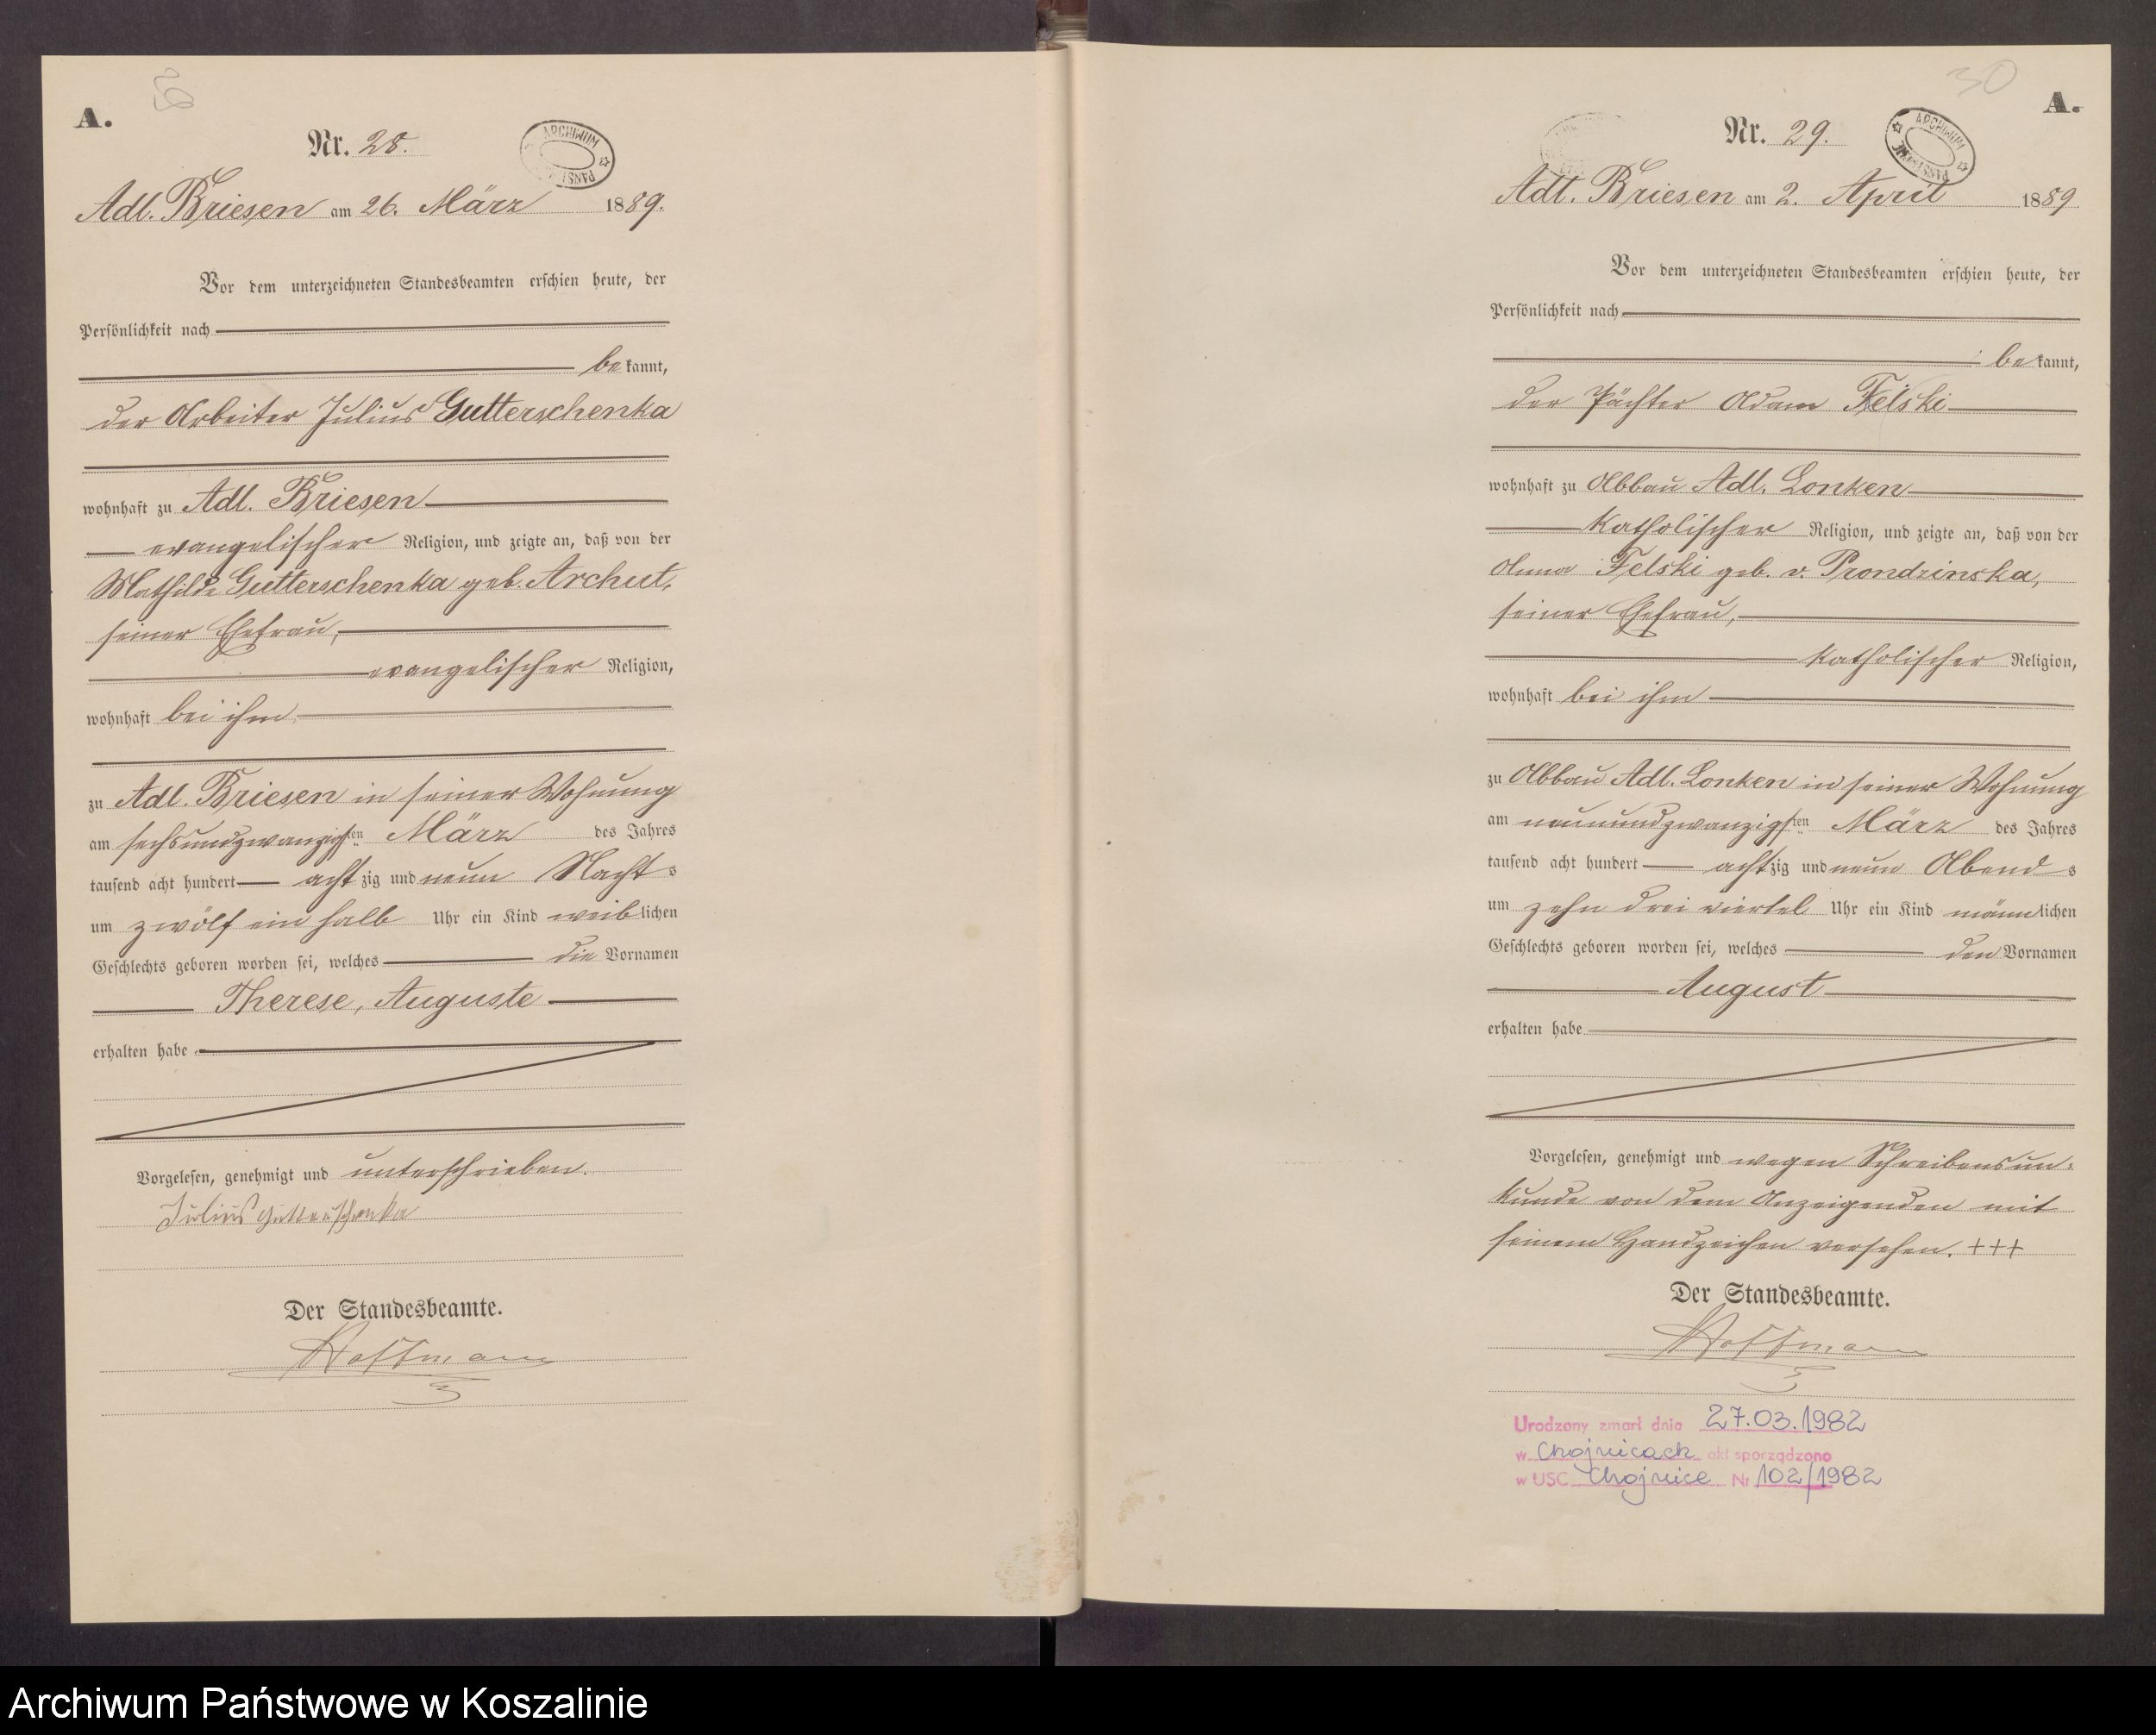 A.
Nr. 28.
ARCHIWUM PAŃST
Adl. Briesen am 26. März 1889.
Vor dem unterzeichneten Standesbeamten erschien heute, der
Persönlichkeit nach
bekannt,
der Arbeiter Julius Gutterschenka
wohnhaft zu Adl. Briesen
evangelischer Religion, und zeigte an, daß von der
Mathilde Gutterschenka geb. Archut,
seiner Ehefrau,
evangelischer Religion,
wohnhaft bei ihm,
zu Adl. Briesen in seiner Wohnung
am sechsundzwanzigsten März des Jahres
tausend acht hundert achtzig und neun Nachts
um zwölf ein halb Uhr ein Kind weiblichen
Geschlechts geboren worden sei, welches die Vornamen
Therese, Auguste
erhalten habe
Vorgelesen, genehmigt und unterschrieben.
Julius Gutterschenka
Der Standesbeamte.
Hoffmann
30
A.
Nr. 29.
ARCHIWUM PAŃSTWOWE
Adl. Briesen am 2. April 1889
Vor dem unterzeichneten Standesbeamten erschien heute, der
Persönlichkeit nach
bekannt,
der Pächter Adam Felski
wohnhaft zu Abbau Adl. Lonken
katholischer Religion, und zeigte an, daß von der
Anna Felski geb. v. Prondzinska,
seiner Ehefrau,
katholischer Religion,
wohnhaft bei ihm
zu Abbau Adl. Lonken in seiner Wohnung
am neunundzwanzigsten März des Jahres
tausend acht hundert achtzig und neun Abends
um zehn drei viertel Uhr ein Kind männlichen
Geschlechts geboren worden sei, welches den Vornamen
August
erhalten habe
Vorgelesen, genehmigt und wegen Schreibensun-
kunde von dem Anzeigenden mit
seinem Handzeichen versehen. +++
Der Standesbeamte.
Hoffmann
Urodzony zmarł dnia 27.03.1982
w Chojnicach akt sporządzono
w USC Chojnice Nr 102/1982
Archiwum Państwowe w Koszalinie